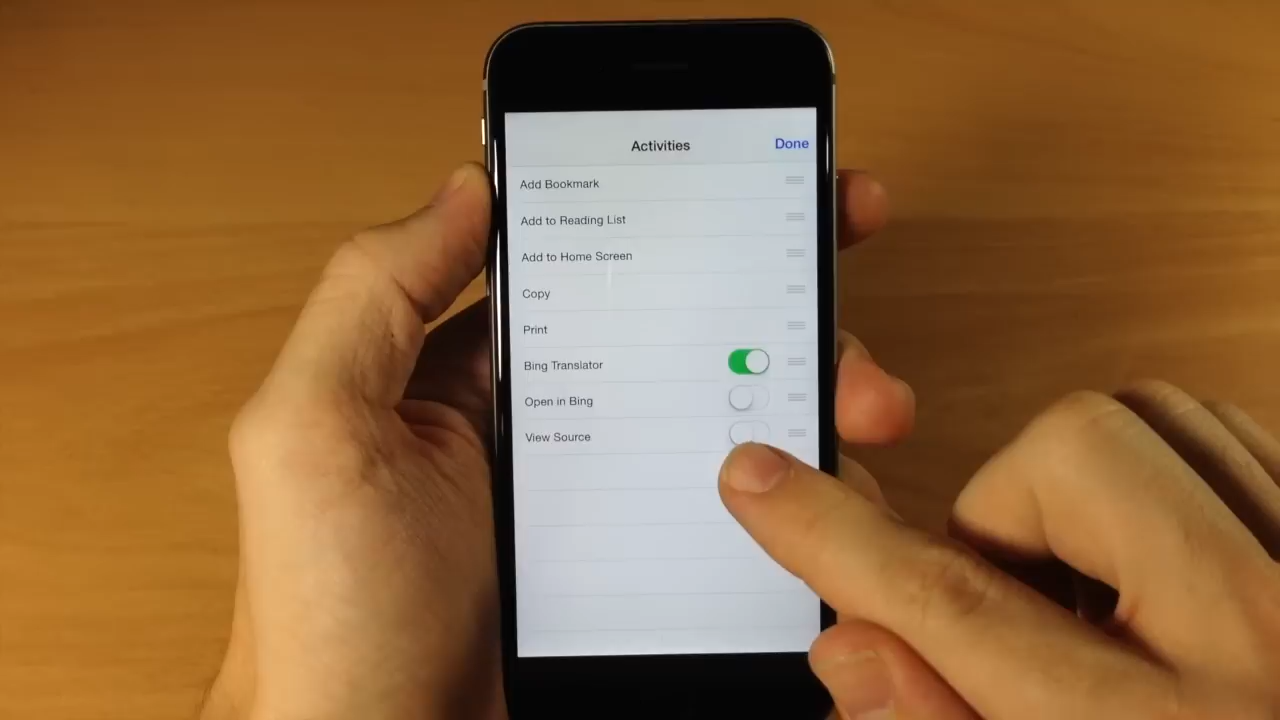 Activities
Done
Add Bookmark
Add to Reading List
Add to Home Screen
Copy
Print
Bing Translator
Open in Bing
View Source